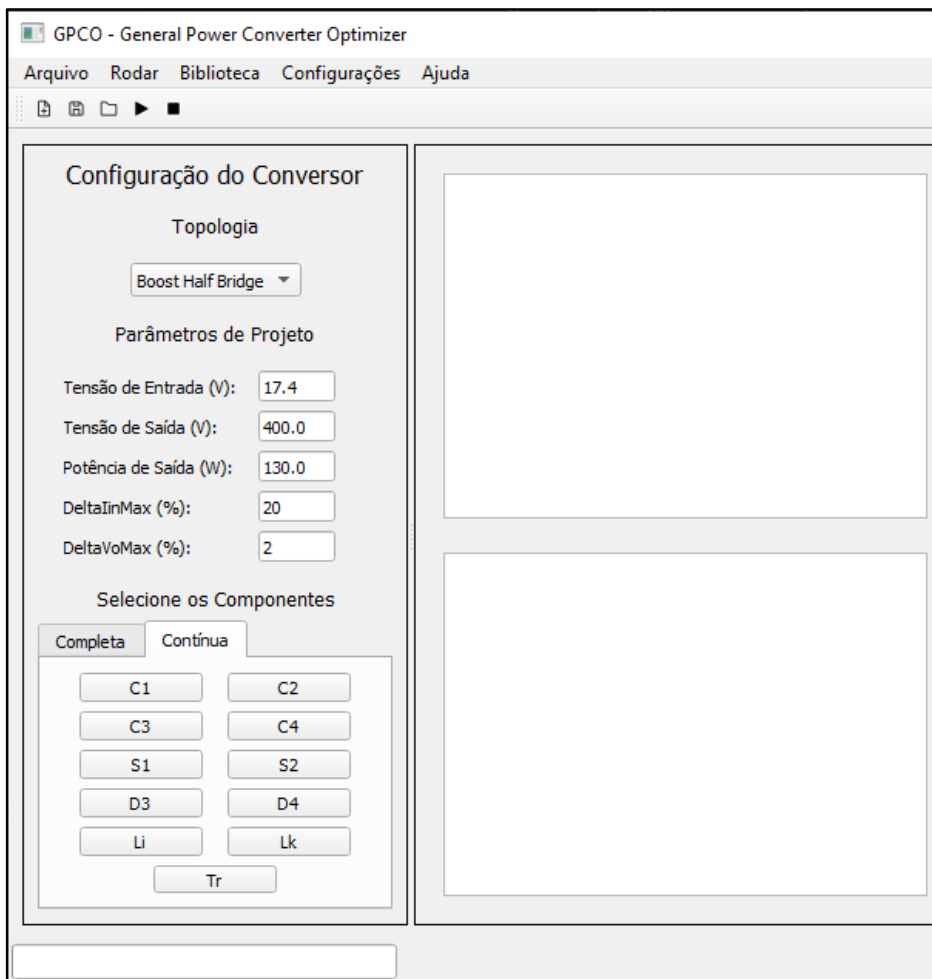 GPCO - General Power Converter Optimizer
Arquivo Rodar Biblioteca Configurações Ajuda
Configuração do Conversor
Topologia
Boost Half Bridge
Parâmetros de Projeto
Tensão de Entrada (V): 17.4
Tensão de Saída (V): 400.0
Potência de Saída (W): 130.0
DeltaIinMax (%): 20
DeltaVoMax (%): 2
Selecione os Componentes
Completa Contínua
C1 C2
C3 C4
S1 S2
D3 D4
Li Lk
Tr